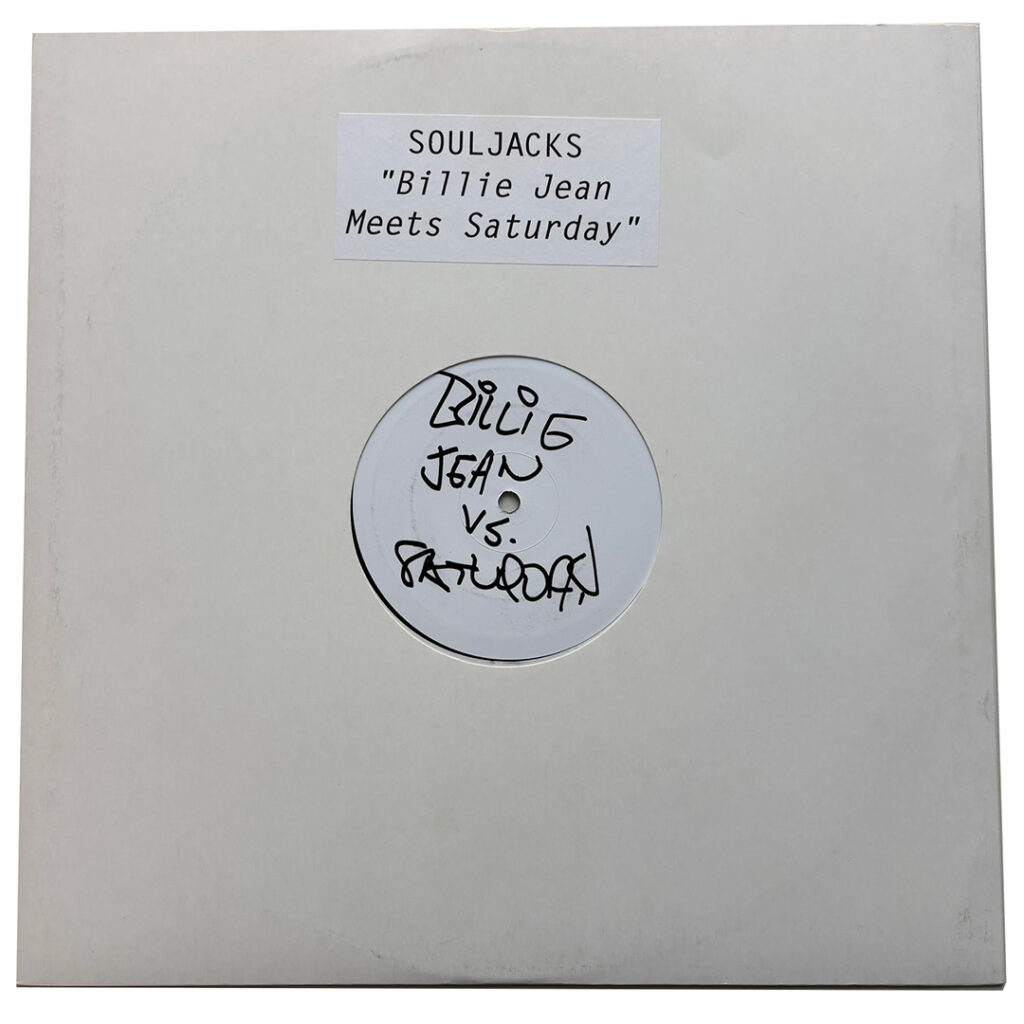 SOULJACKS
"Billie Jean
Meets Saturday"
BiLLiE
JEAN
VS.
SATURDAY